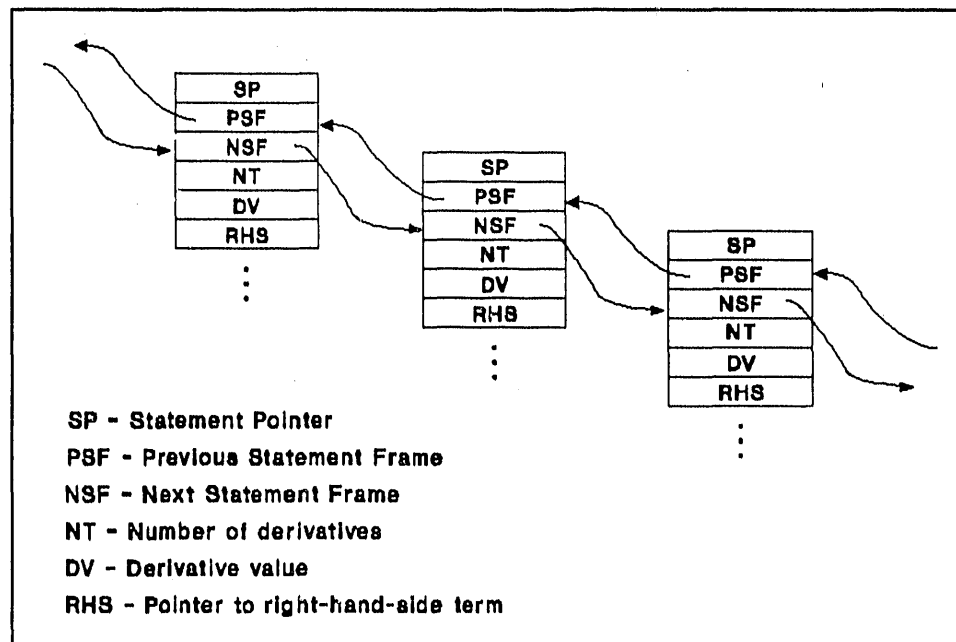 SP
PSF
NSF
NT
DV
RHS
SP
PSF
NSF
NT
DV
RHS
SP
PSF
NSF
NT
DV
RHS
SP - Statement Pointer
PSF - Previous Statement Frame
NSF - Next Statement Frame
NT - Number of derivatives
DV - Derivative value
RHS - Pointer to right-hand-side term